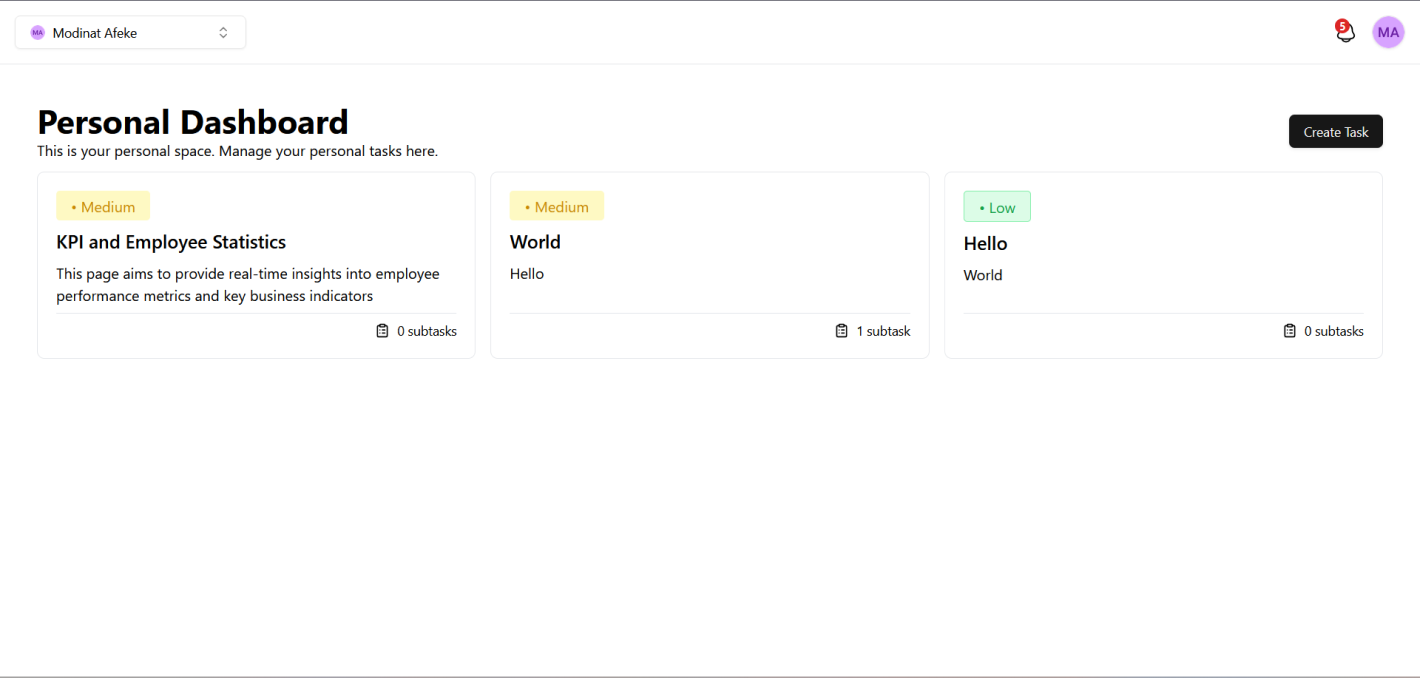 MA Modinat Afeke
5
MA
Personal Dashboard
This is your personal space. Manage your personal tasks here.
Create Task
• Medium
KPI and Employee Statistics
This page aims to provide real-time insights into employee
performance metrics and key business indicators
0 subtasks
• Medium
World
Hello
1 subtask
• Low
Hello
World
0 subtasks